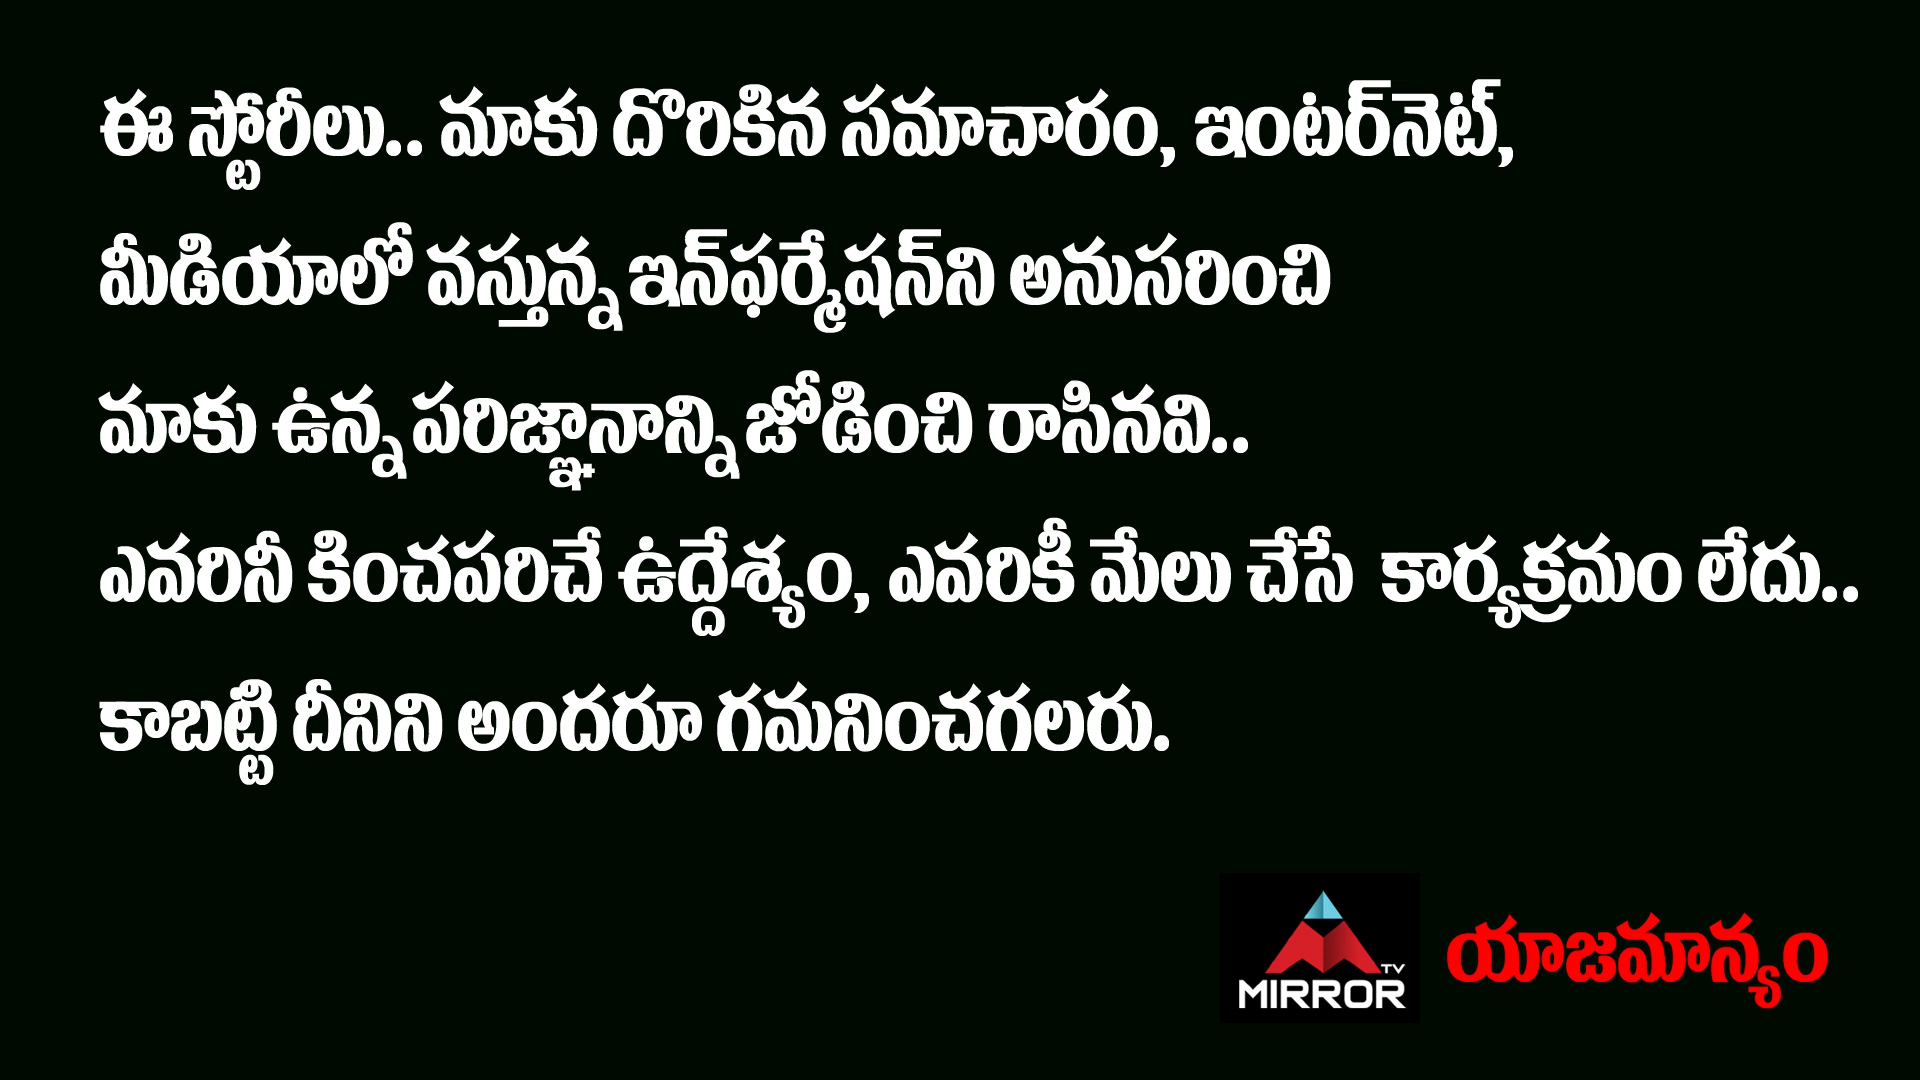 ఈ స్టోరీలు.. మాకు దొరికిన సమాచారం, ఇంటర్‌నెట్,
మీడియాలో వస్తున్న ఇన్‌ఫర్మేషన్‌ని అనుసరించి
మాకు ఉన్న పరిజ్ఞానాన్ని జోడించి రాసినవి..
ఎవరినీ కించపరిచే ఉద్దేశ్యం, ఎవరికీ మేలు చేసే కార్యక్రమం లేదు..
కాబట్టి దీనిని అందరూ గమనించగలరు.
TV
MIRROR
యాజమాన్యం